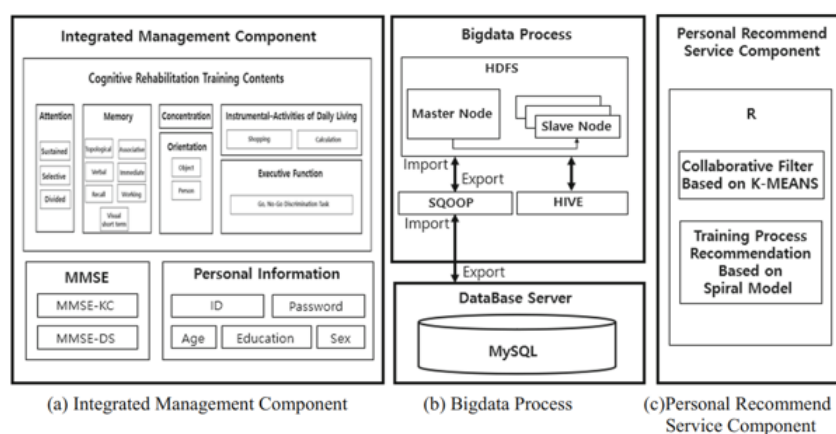 Integrated Management Component
Cognitive Rehabilitation Training Contents
Attention
Sustained
Selective
Divided
Memory
Topological
Associative
Verbal
Immediate
Recall
Working
Visual
short term
Concentration
Orientation
Object
Person
Instrumental-Activities of Daily Living
Shopping
Calculation
Executive Function
Go, No-Go Discrimination Task
MMSE
MMSE-KC
MMSE-DS
Personal Information
ID
Password
Age
Education
Sex
(a) Integrated Management Component
Bigdata Process
HDFS
Master Node
Slave Node
Import
Export
SQOOP
HIVE
Import
Export
DataBase Server
MySQL
(b) Bigdata Process
Personal Recommend
Service Component
R
Collaborative Filter
Based on K-MEANS
Training Process
Recommendation
Based on
Spiral Model
(c)Personal Recommend
Service Component